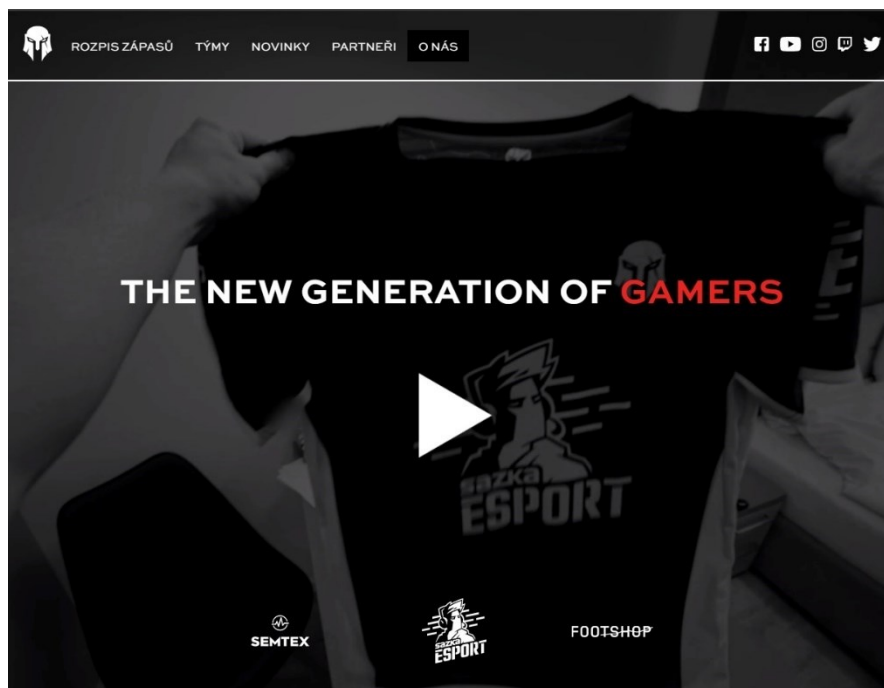 ROZPIS ZÁPASŮ TÝMY NOVINKY PARTNEŘI O NÁS
THE NEW GENERATION OF GAMERS
sazka
ESPORT
SEMTEX
sazka
ESPORT
FOOTSHOP